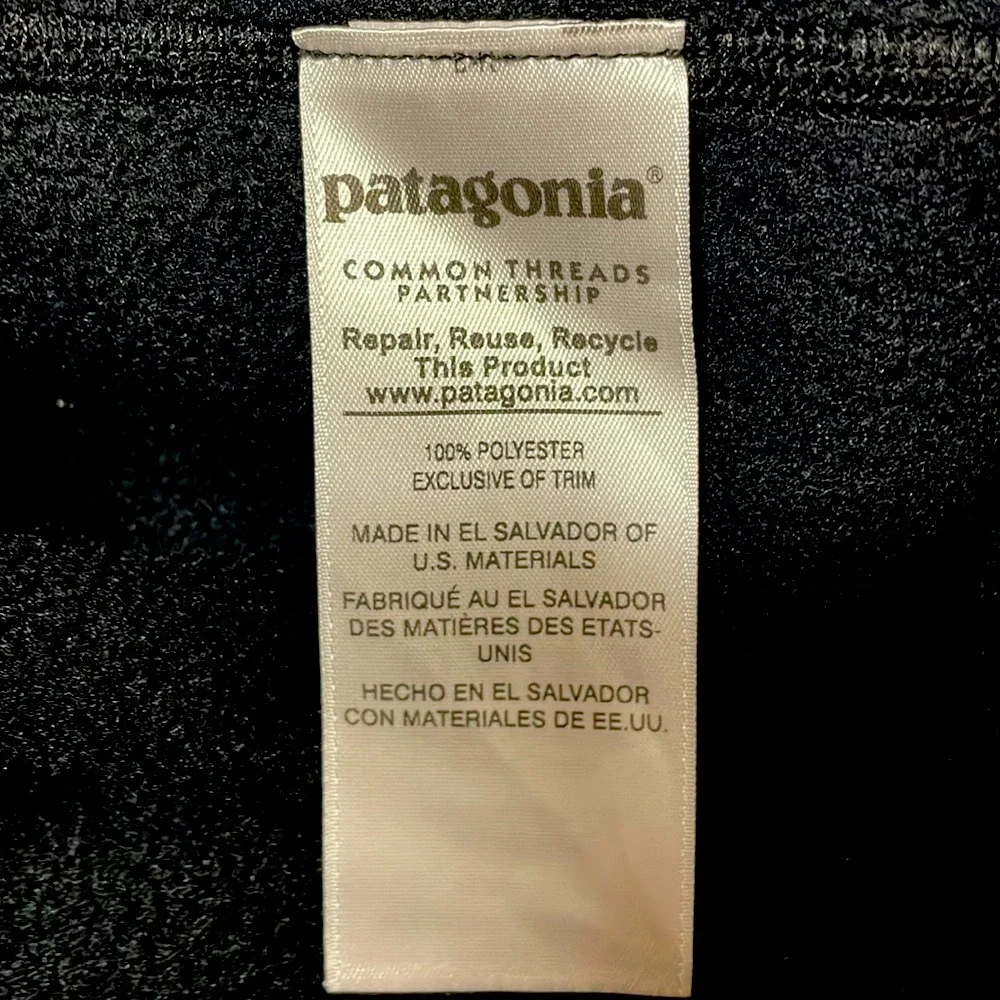 patagonia®
COMMON THREADS
PARTNERSHIP
Repair, Reuse, Recycle
This Product
www.patagonia.com
100% POLYESTER
EXCLUSIVE OF TRIM
MADE IN EL SALVADOR OF
U.S. MATERIALS
FABRIQUÉ AU EL SALVADOR
DES MATIÈRES DES ETATS-
UNIS
HECHO EN EL SALVADOR
CON MATERIALES DE EE.UU.